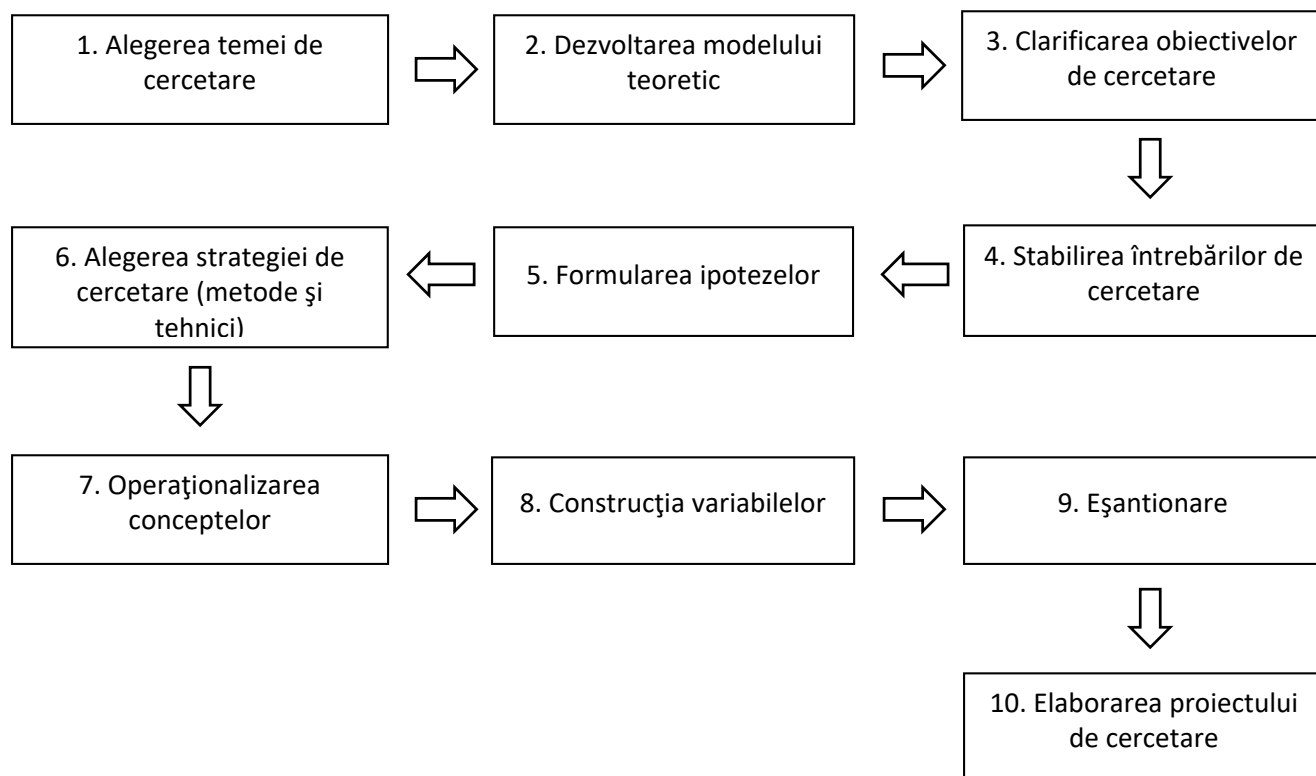 1. Alegerea temei de
cercetare
2. Dezvoltarea modelului
teoretic
3. Clarificarea obiectivelor
de cercetare
4. Stabilirea întrebărilor de
cercetare
5. Formularea ipotezelor
6. Alegerea strategiei de
cercetare (metode şi
tehnici)
7. Operaţionalizarea
conceptelor
8. Construcţia variabilelor
9. Eşantionare
10. Elaborarea proiectului
de cercetare